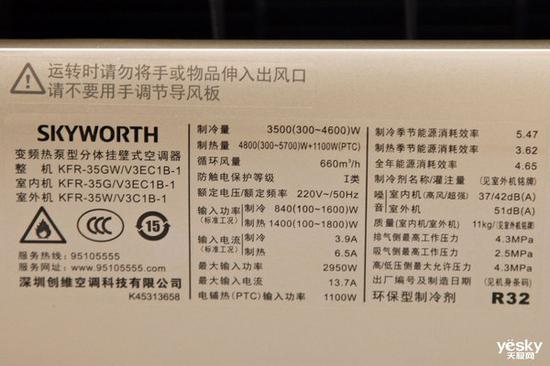 运转时请勿将手或物品伸入出风口
请不要用手调节导风板
SKYWORTH
变频热泵型分体挂壁式空调器
整 机 KFR-35GW/V3EC1B-1
室内机 KFR-35G/V3EC1B-1
室外机 KFR-35W/V3C1B-1
15
服务热线：95105555
服务网址：www.95105555.com
深圳创维空调科技有限公司
K45313658
制冷量 3500(300~4600)W
制热量 4800(300~5700)W+1100W(PTC)
循环风量 660m³/h
防触电保护等级 I类
额定电压/额定频率 220V~/50Hz
输入功率 制冷 840(100~1600)W
(标准工况) 制热 1400(100~1800)W
输入电流 制冷 3.9A
(标准工况) 制热 6.5A
最大输入功率 2950W
最大输入电流 13.7A
电辅热(PTC)输入功率 1100W
制冷季节能源消耗效率 5.47
制热季节能源消耗效率 3.62
全年能源消耗效率 4.65
制冷剂名称/灌注量 (见室外机铭牌)
噪 室内机(高风/超强) 37/42dB(A)
音 室外机 51dB(A)
质量(室内机/室外机) 11kg/(见室外机铭牌)
排气侧最高工作压力 4.3MPa
吸气侧最高工作压力 2.5MPa
高/低压侧最大允许压力 4.3MPa
出厂编号及制造日期 (见机身条码)
环保型制冷剂 R32
yesky
天极网